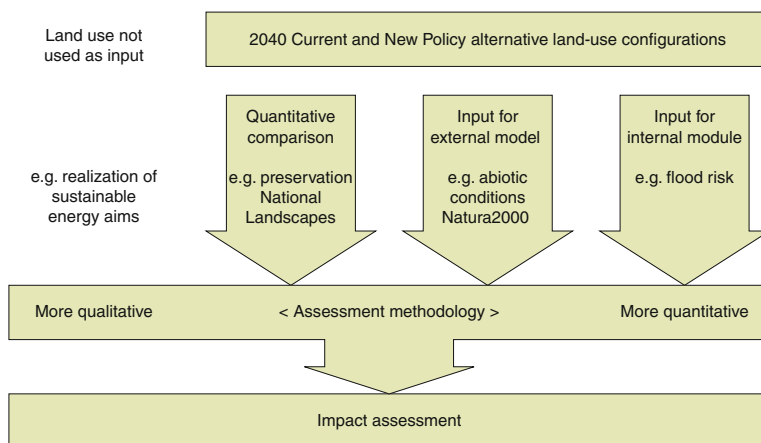 Land use not
used as input
2040 Current and New Policy alternative land-use configurations
e.g. realization of
sustainable
energy aims
Quantitative
comparison
e.g. preservation
National
Landscapes
Input for
external model
e.g. abiotic
conditions
Natura2000
Input for
internal module
e.g. flood risk
More qualitative
< Assessment methodology >
More quantitative
Impact assessment